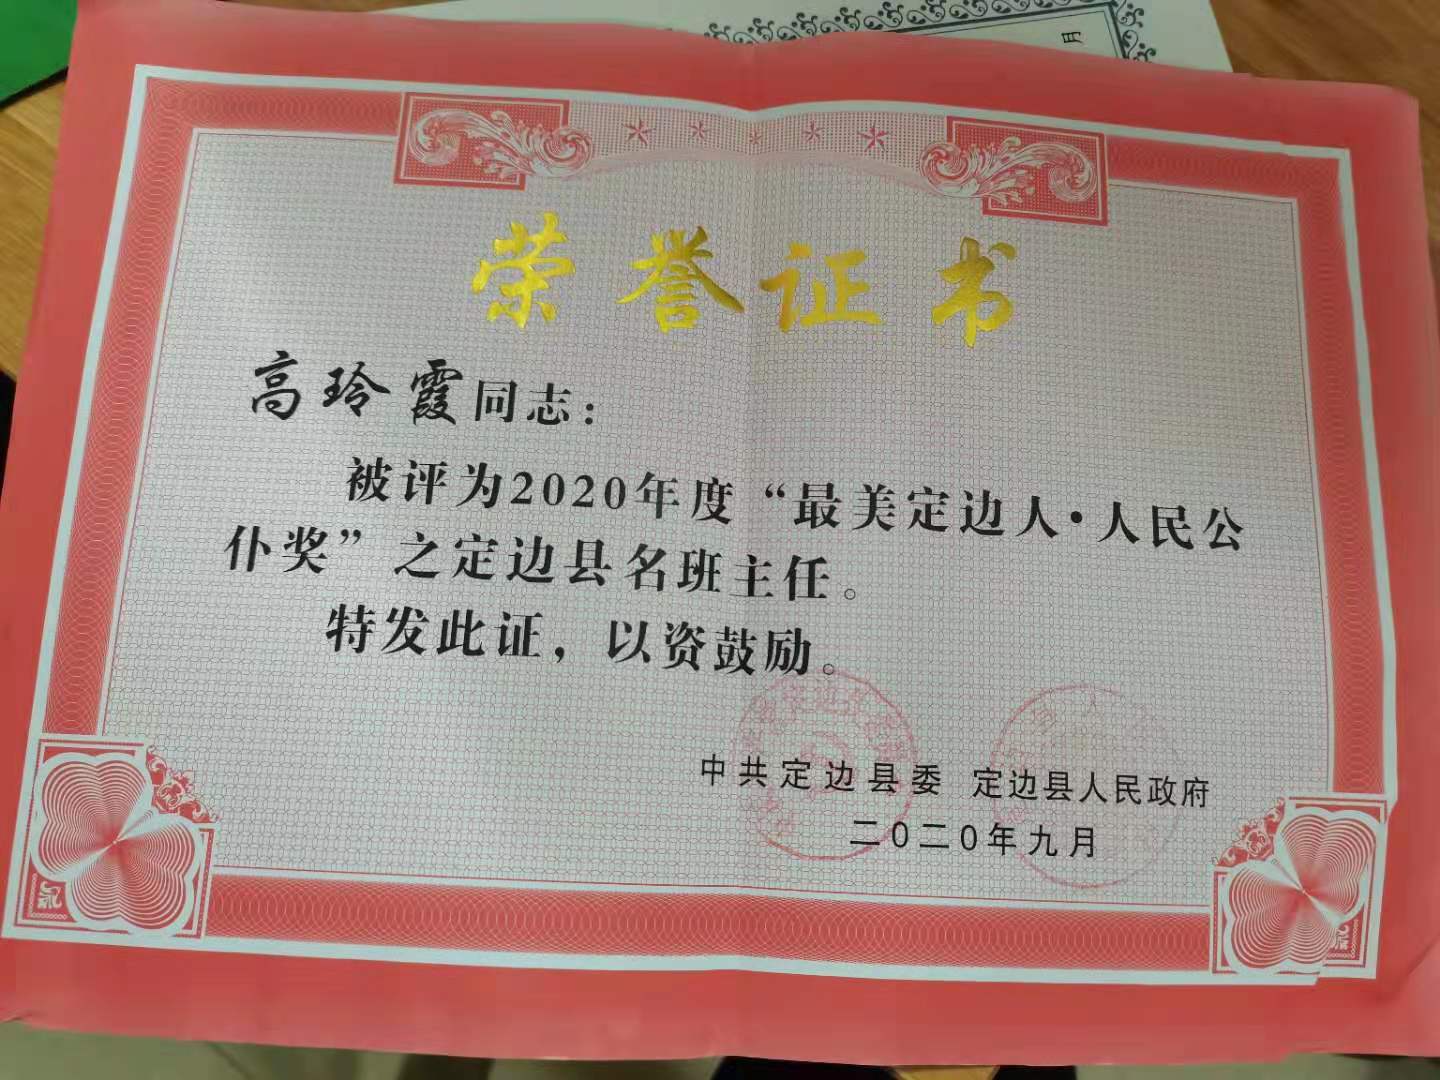 月
荣誉证书
高玲霞同志：
被评为2020年度“最美定边人·人民公
仆奖”之定边县名班主任。
特发此证，以资鼓励。
中共定边县委 定边县人民政府
二〇二〇年九月